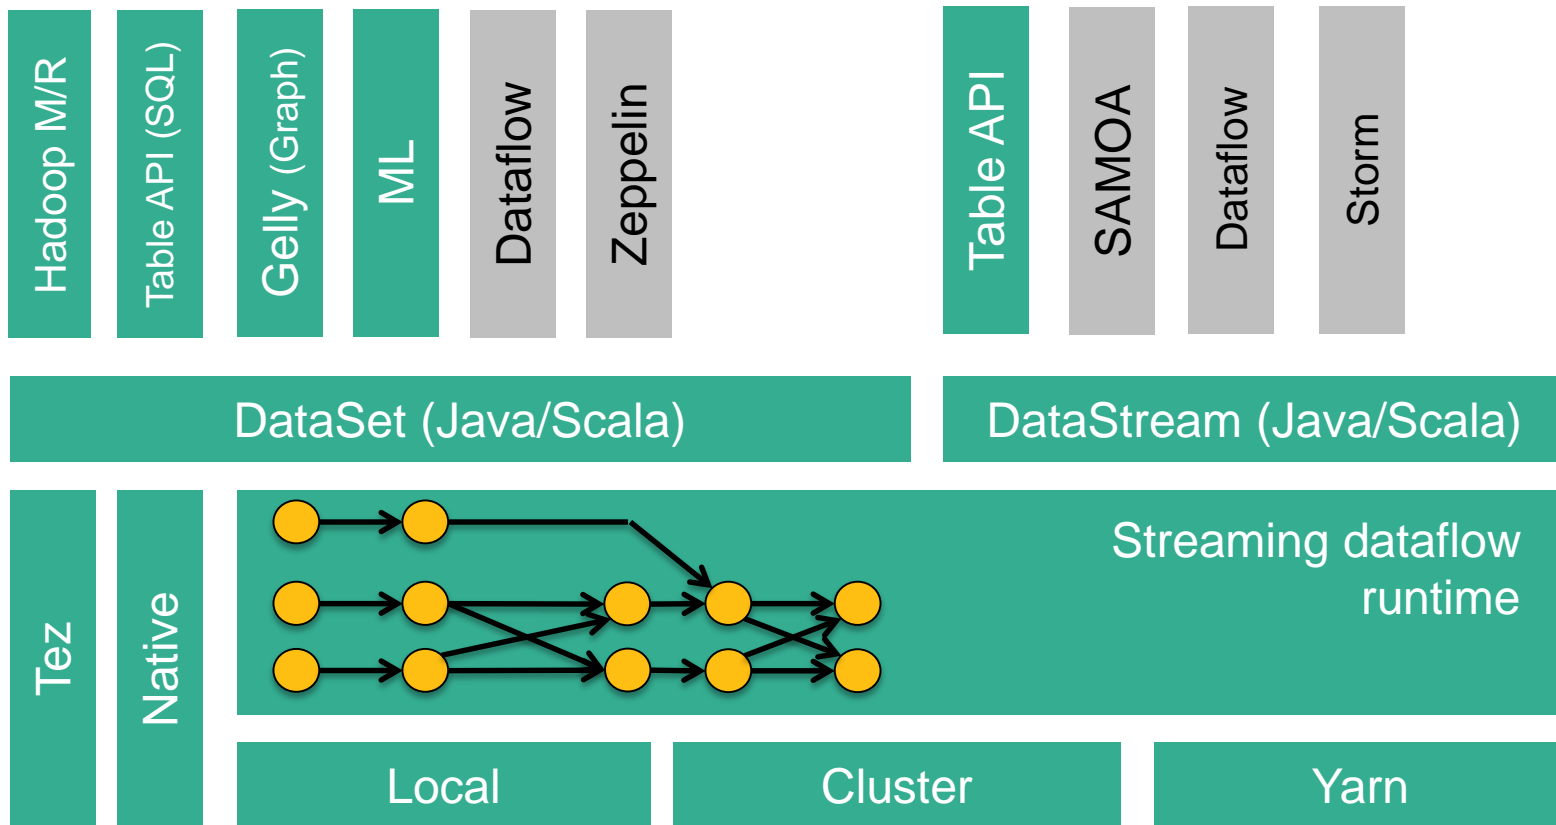 Hadoop M/R
Table API (SQL)
Gelly (Graph)
ML
Dataflow
Zeppelin
Table API
SAMOA
Dataflow
Storm
DataSet (Java/Scala)
DataStream (Java/Scala)
Tez
Native
Streaming dataflow
runtime
Local
Cluster
Yarn